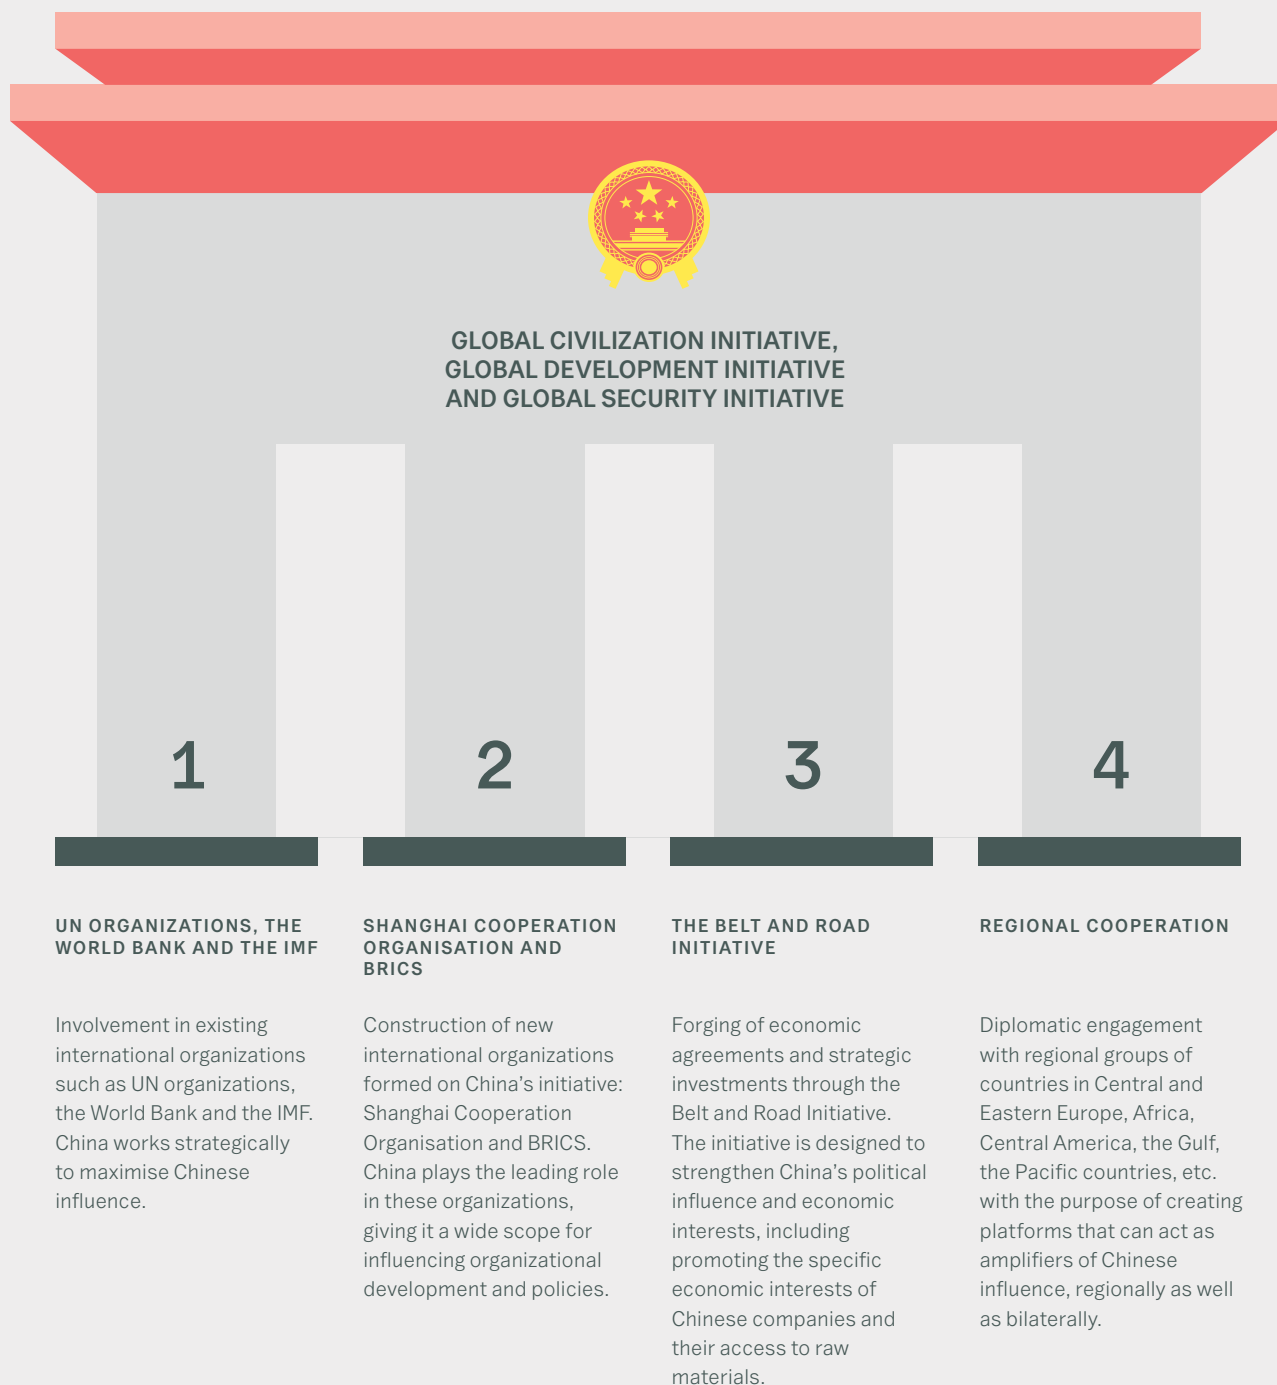 GLOBAL CIVILIZATION INITIATIVE,
GLOBAL DEVELOPMENT INITIATIVE
AND GLOBAL SECURITY INITIATIVE
1
2
3
4
UN ORGANIZATIONS, THE
WORLD BANK AND THE IMF
Involvement in existing
international organizations
such as UN organizations,
the World Bank and the IMF.
China works strategically
to maximise Chinese
influence.
SHANGHAI COOPERATION
ORGANISATION AND
BRICS
Construction of new
international organizations
formed on China’s initiative:
Shanghai Cooperation
Organisation and BRICS.
China plays the leading role
in these organizations,
giving it a wide scope for
influencing organizational
development and policies.
THE BELT AND ROAD
INITIATIVE
Forging of economic
agreements and strategic
investments through the
Belt and Road Initiative.
The initiative is designed to
strengthen China’s political
influence and economic
interests, including
promoting the specific
economic interests of
Chinese companies and
their access to raw
materials.
REGIONAL COOPERATION
Diplomatic engagement
with regional groups of
countries in Central and
Eastern Europe, Africa,
Central America, the Gulf,
the Pacific countries, etc.
with the purpose of creating
platforms that can act as
amplifiers of Chinese
influence, regionally as well
as bilaterally.